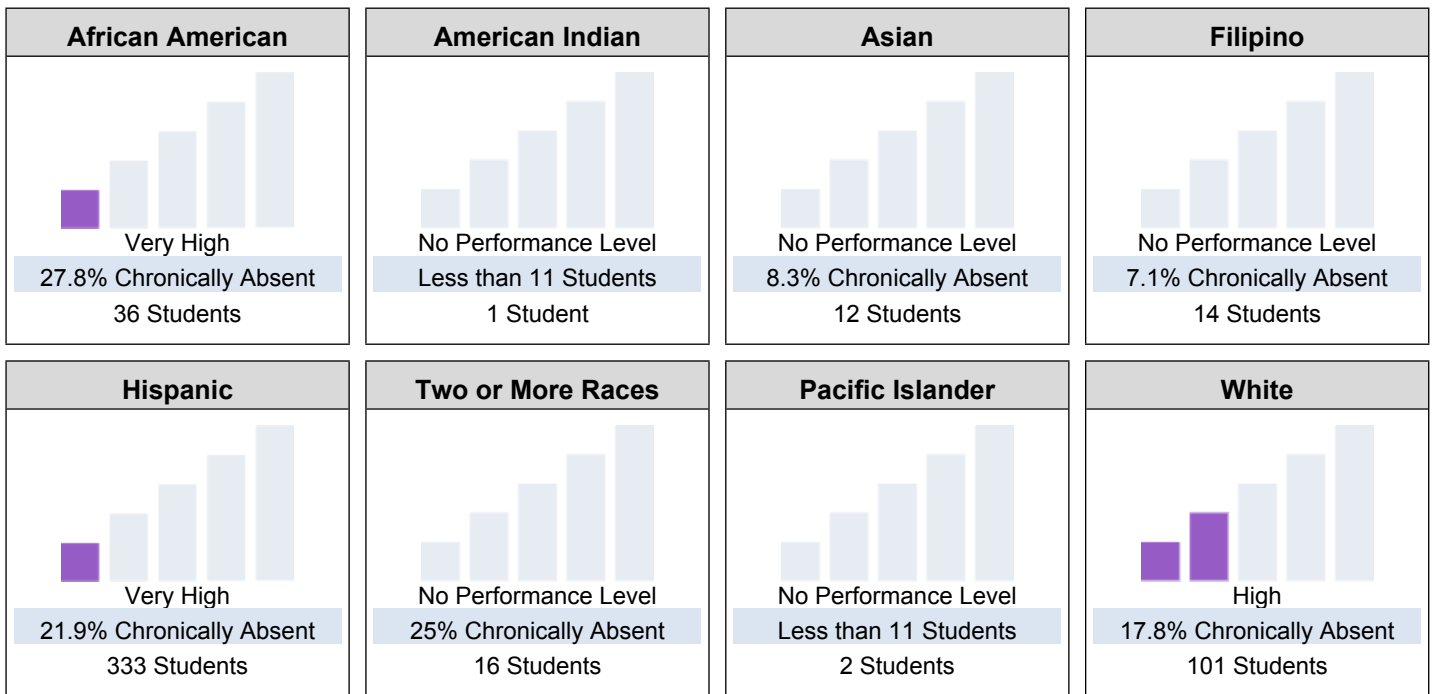 African American
Very High
27.8% Chronically Absent
36 Students
American Indian
No Performance Level
Less than 11 Students
1 Student
Asian
No Performance Level
8.3% Chronically Absent
12 Students
Filipino
No Performance Level
7.1% Chronically Absent
14 Students
Hispanic
Very High
21.9% Chronically Absent
333 Students
Two or More Races
No Performance Level
25% Chronically Absent
16 Students
Pacific Islander
No Performance Level
Less than 11 Students
2 Students
White
High
17.8% Chronically Absent
101 Students